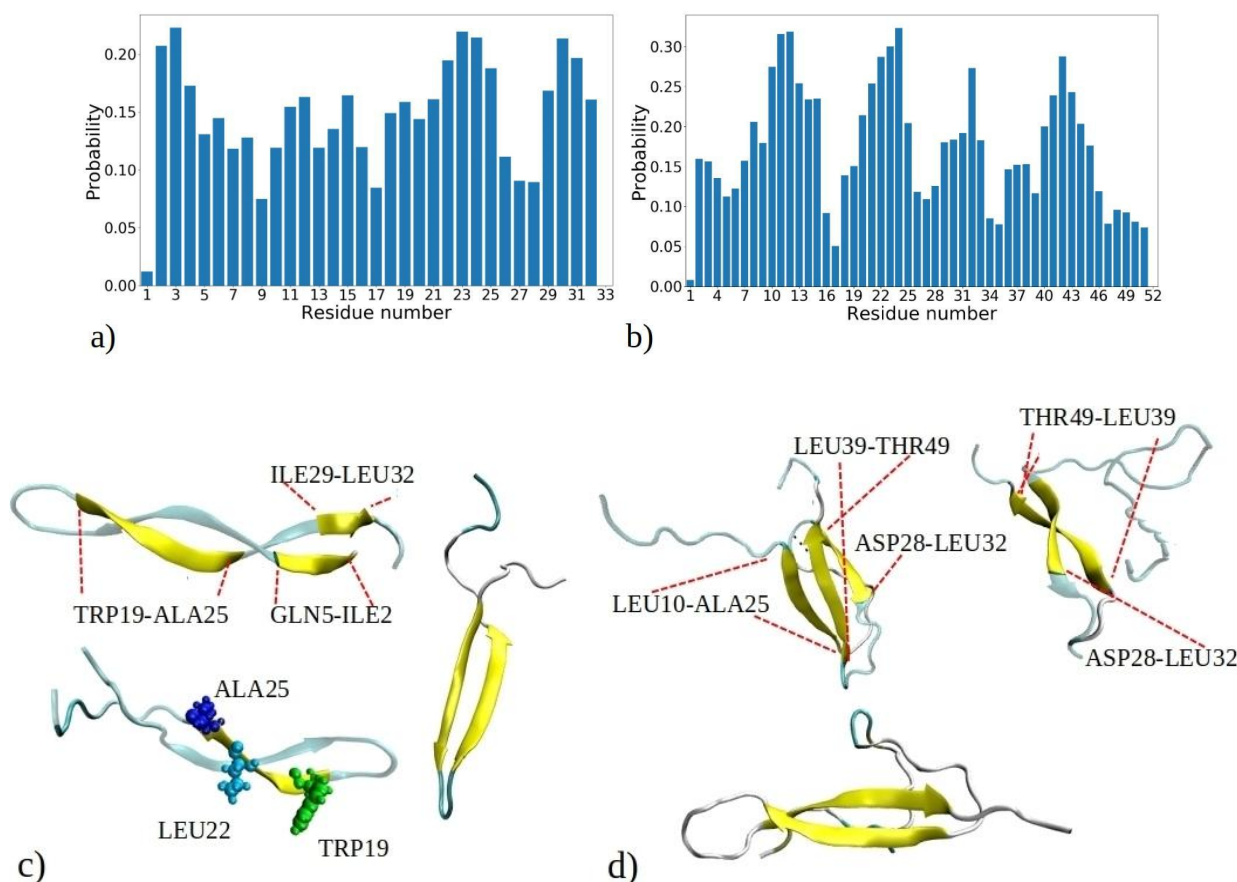 0.20
0.15
0.10
0.05
0.00
Probability
1 3 5 7 9 11 13 15 17 19 21 23 25 27 29 31 33
Residue number
a)
0.30
0.25
0.20
0.15
0.10
0.05
0.00
Probability
1 4 7 10 13 16 19 22 25 28 31 34 37 40 43 46 49 52
Residue number
b)
ILE29-LEU32
TRP19-ALA25
GLN5-ILE2
ALA25
LEU22
TRP19
c)
LEU39-THR49
ASP28-LEU32
LEU10-ALA25
THR49-LEU39
ASP28-LEU32
d)